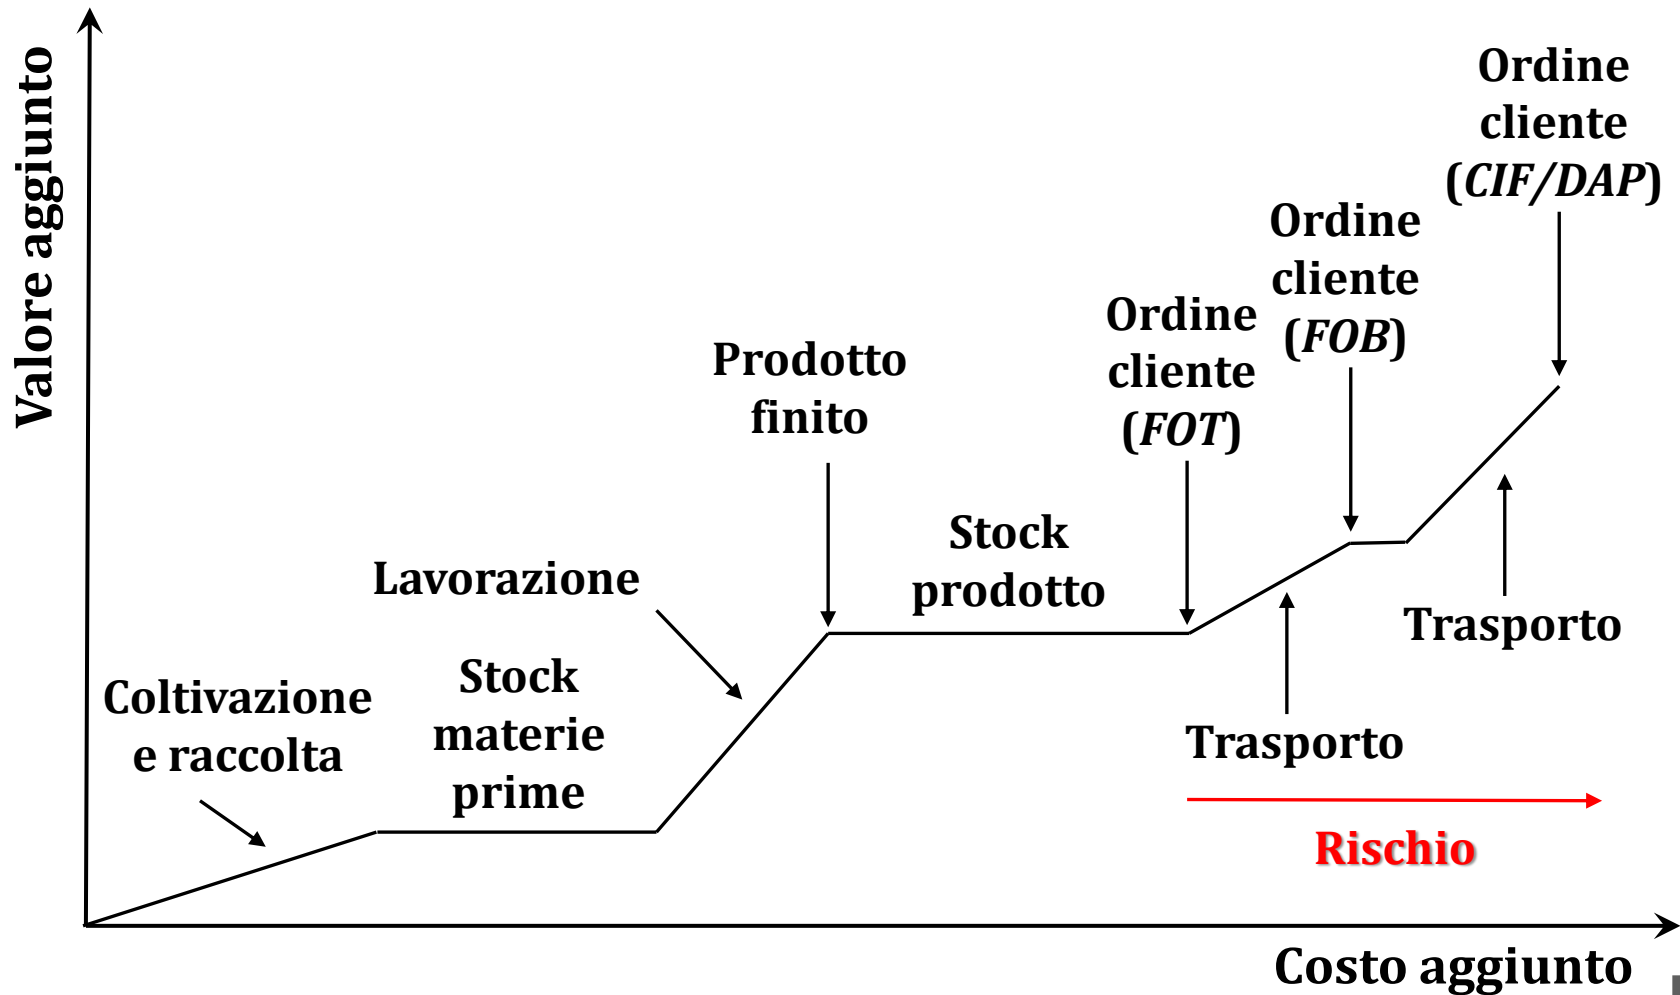 Valore aggiunto
Ordine
cliente
(CIF/DAP)
Ordine
cliente
(FOB)
Ordine
cliente
(FOT)
Prodotto
finito
Stock
prodotto
Lavorazione
Trasporto
Stock
materie
prime
Coltivazione
e raccolta
Trasporto
Rischio
Costo aggiunto